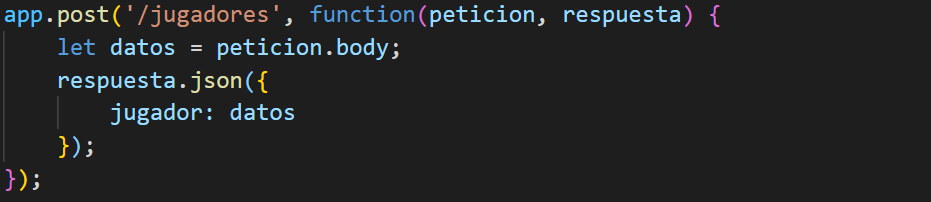 app.post('/jugadores', function(peticion, respuesta) {
    let datos = peticion.body;
    respuesta.json({
        jugador: datos
    });
});